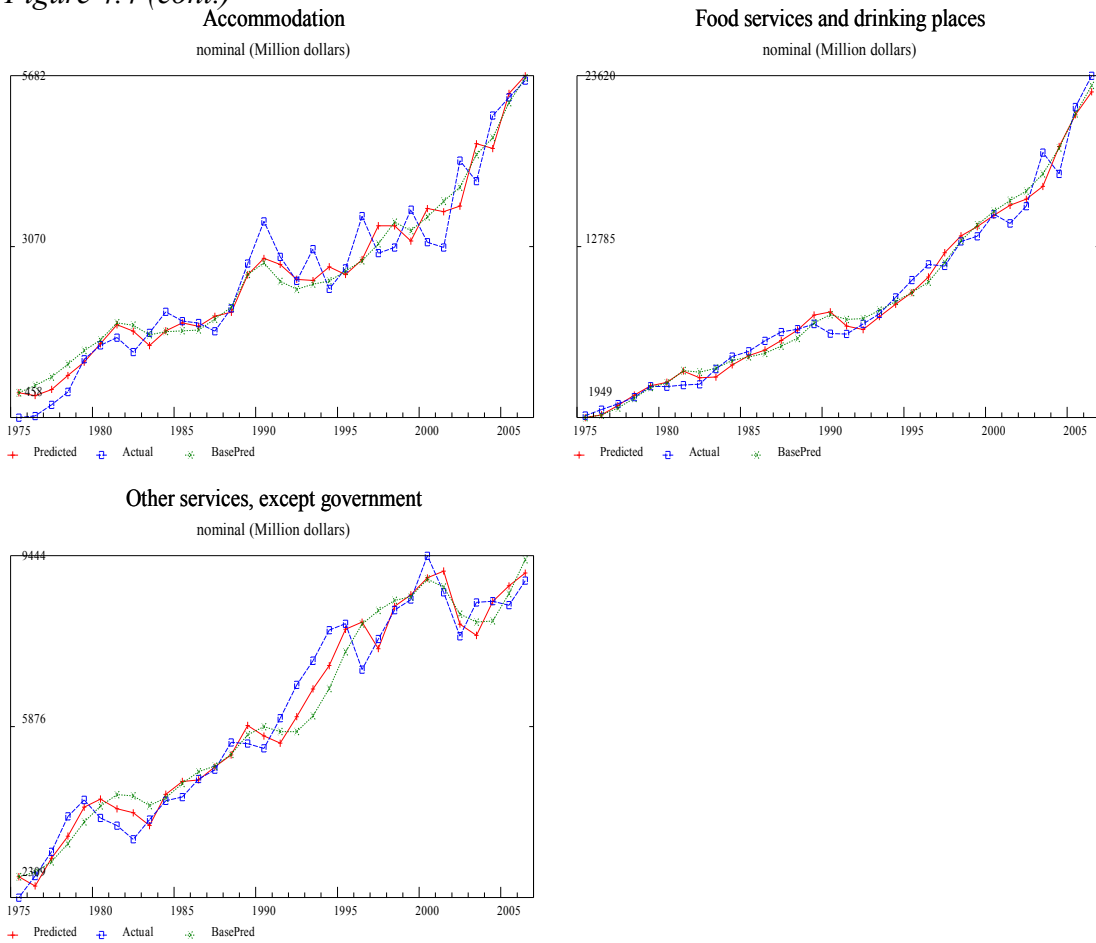 Figure 4.4 (cont.)
Accommodation
nominal (Million dollars)
5682
3070
458
1975 1980 1985 1990 1995 2000 2005
Predicted Actual BasePred
Food services and drinking places
nominal (Million dollars)
23620
12785
1949
1975 1980 1985 1990 1995 2000 2005
Predicted Actual BasePred
Other services, except government
nominal (Million dollars)
9444
5876
2309
1975 1980 1985 1990 1995 2000 2005
Predicted Actual BasePred